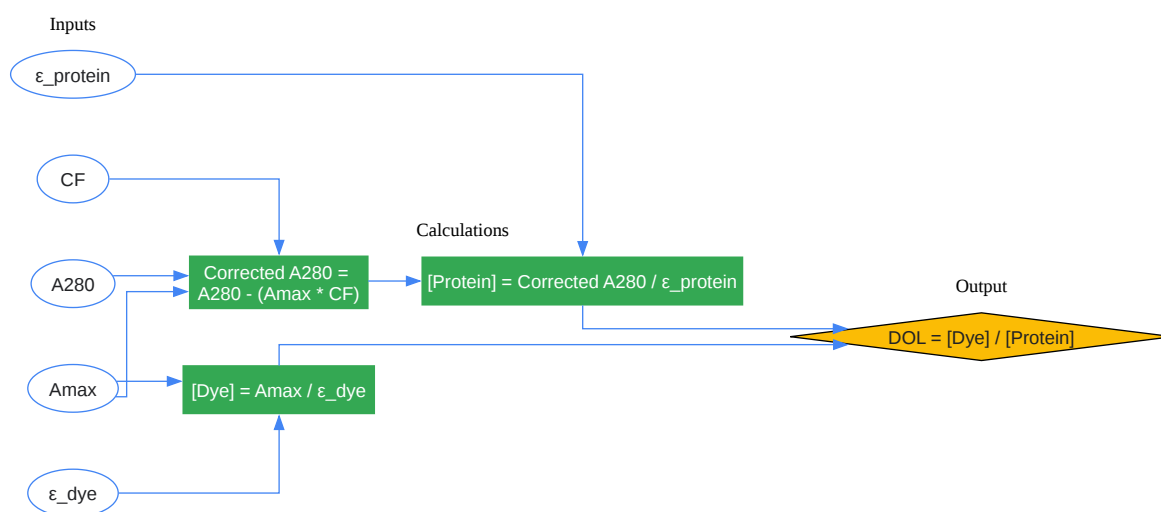 Inputs
ε_protein
CF
Calculations
A280
Corrected A280 =
A280 - (Amax * CF)
[Protein] = Corrected A280 / ε_protein
Output
DOL = [Dye] / [Protein]
Amax
[Dye] = Amax / ε_dye
ε_dye